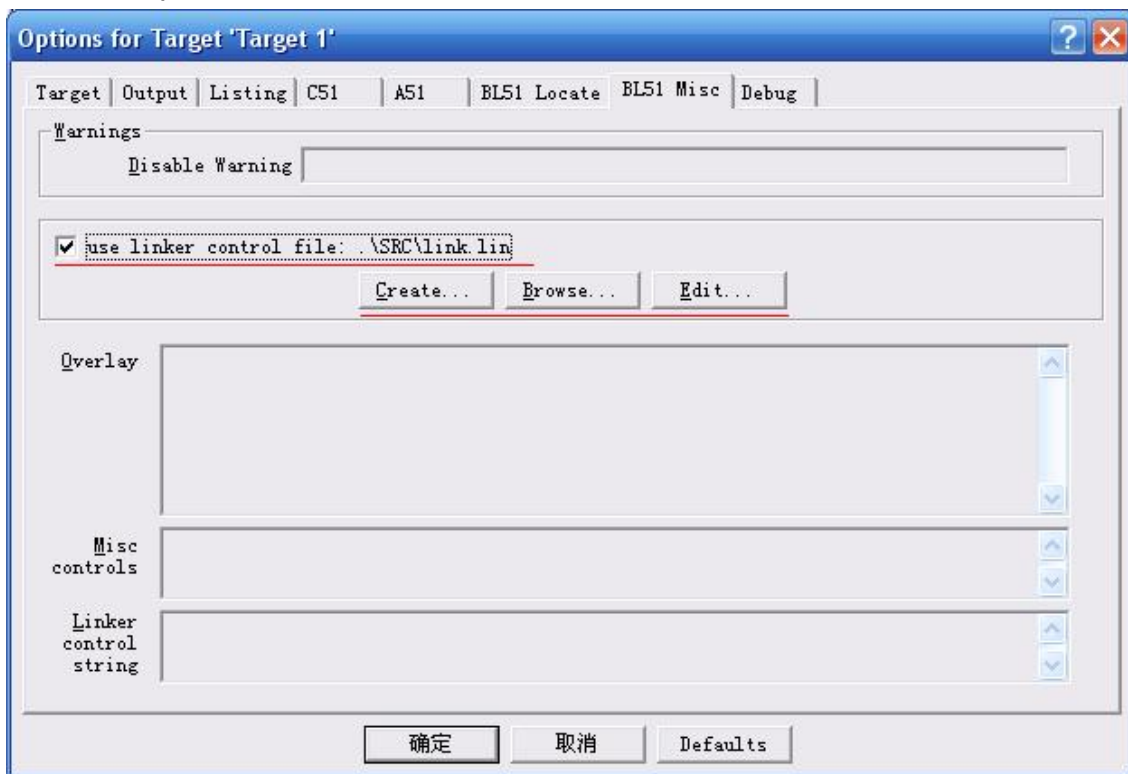 Options for Target 'Target 1'
Target Output Listing C51 A51 BL51 Locate BL51 Misc Debug
Warnings
Disable Warning
use linker control file: .\SRC\link.lin
Create... Browse... Edit...
Overlay
Misc
controls
Linker
control
string
确定 取消 Defaults